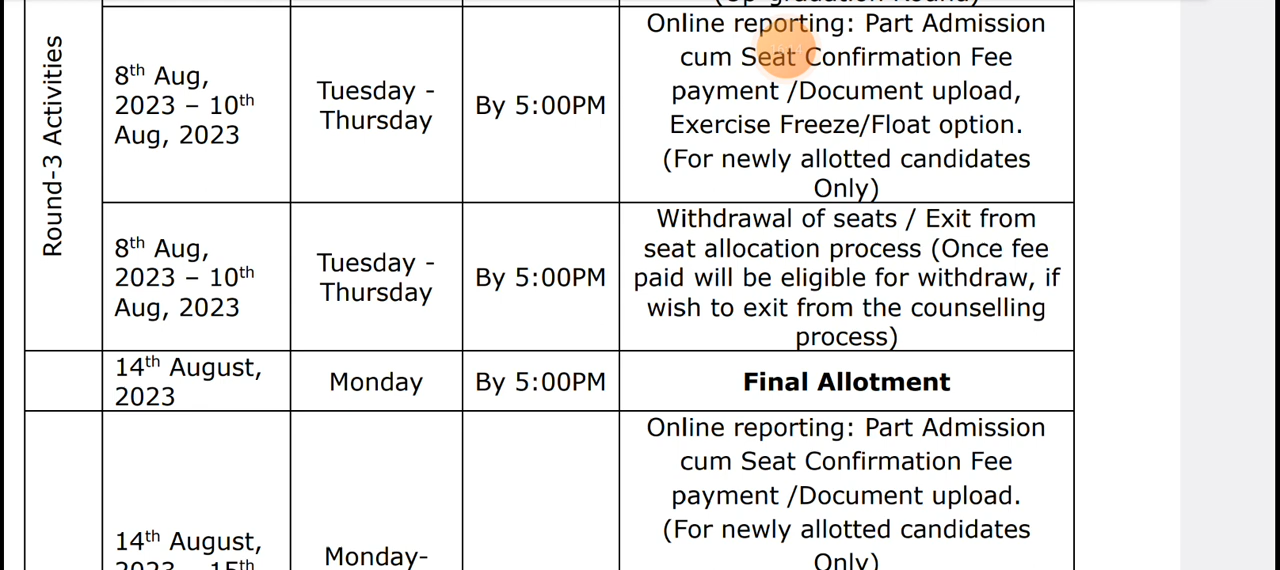 (Up-gradation Round)
Round-3 Activities
8th Aug,
2023 – 10th
Aug, 2023
Tuesday -
Thursday
By 5:00PM
Online reporting: Part Admission
cum Seat Confirmation Fee
payment /Document upload,
Exercise Freeze/Float option.
(For newly allotted candidates
Only)
8th Aug,
2023 – 10th
Aug, 2023
Tuesday -
Thursday
By 5:00PM
Withdrawal of seats / Exit from
seat allocation process (Once fee
paid will be eligible for withdraw, if
wish to exit from the counselling
process)
14th August,
2023
Monday
By 5:00PM
Final Allotment
14th August,
2023 – 15th
Monday-
Online reporting: Part Admission
cum Seat Confirmation Fee
payment /Document upload.
(For newly allotted candidates
Only)